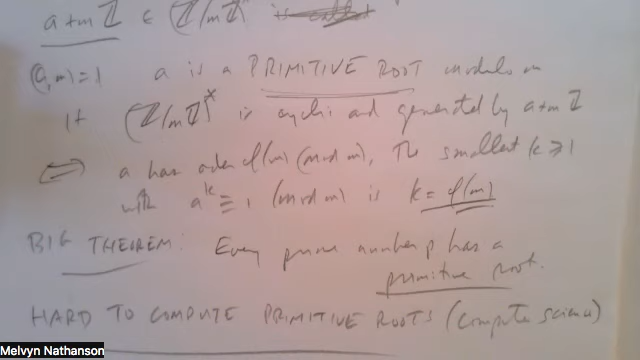 a+mℤ ∈ (ℤ/mℤ)
(a,m)=1 a is a PRIMITIVE ROOT modulo m
if (ℤ/mℤ)^× is cyclic and generated by a+mℤ
⟺ a has order φ(m) (mod m), The smallest k ≥ 1
with a^k ≡ 1 (mod m) is k = φ(m)
BIG THEOREM: Every prime number p has a
primitive root.
HARD TO COMPUTE PRIMITIVE ROOTS (computer science)
Melvyn Nathanson